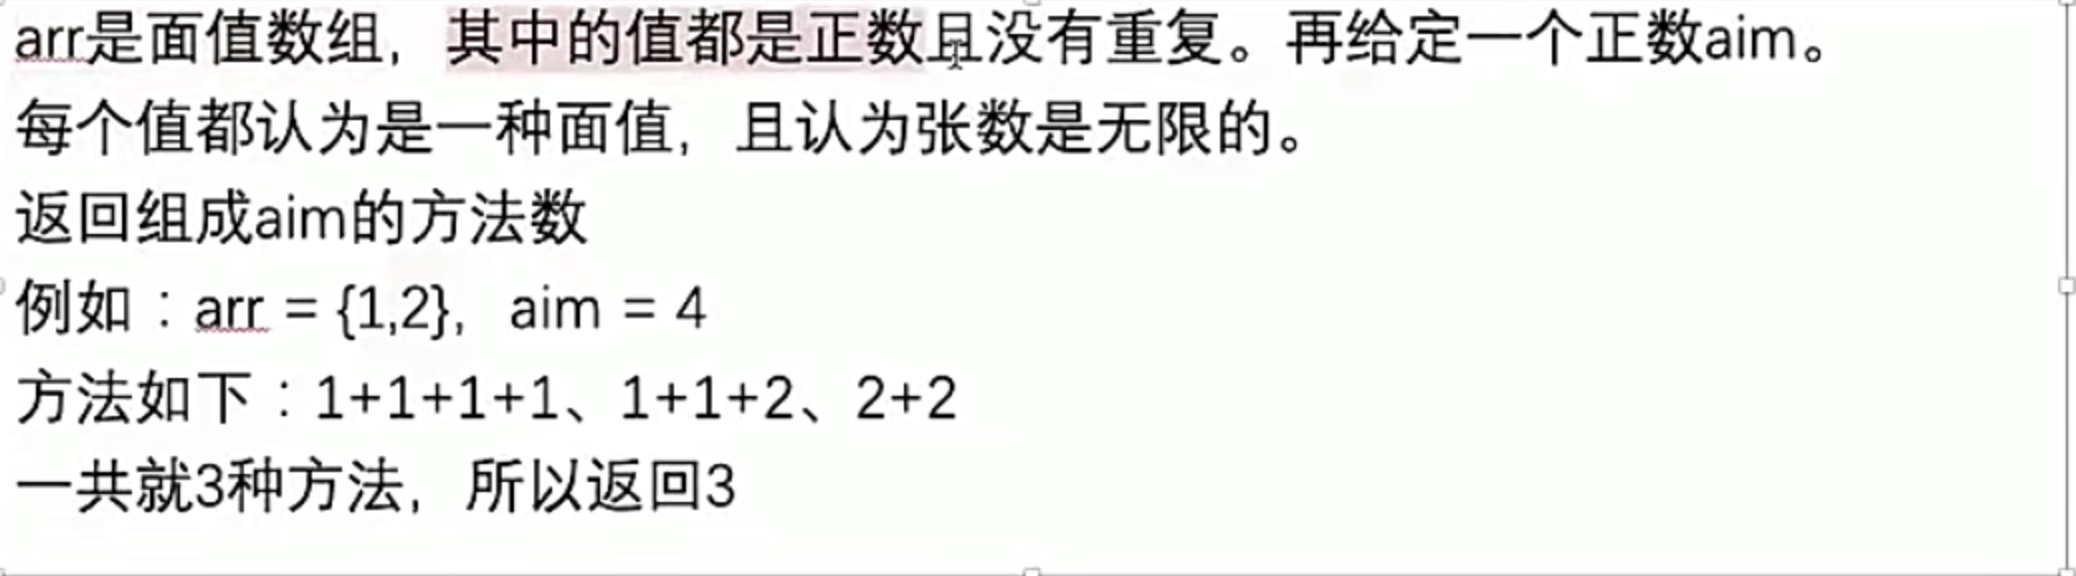 arr是面值数组，其中的值都是正数且没有重复。再给定一个正数aim。
每个值都认为是一种面值，且认为张数是无限的。
返回组成aim的方法数
例如：arr = {1,2}，aim = 4
方法如下：1+1+1+1、1+1+2、2+2
一共就3种方法，所以返回3